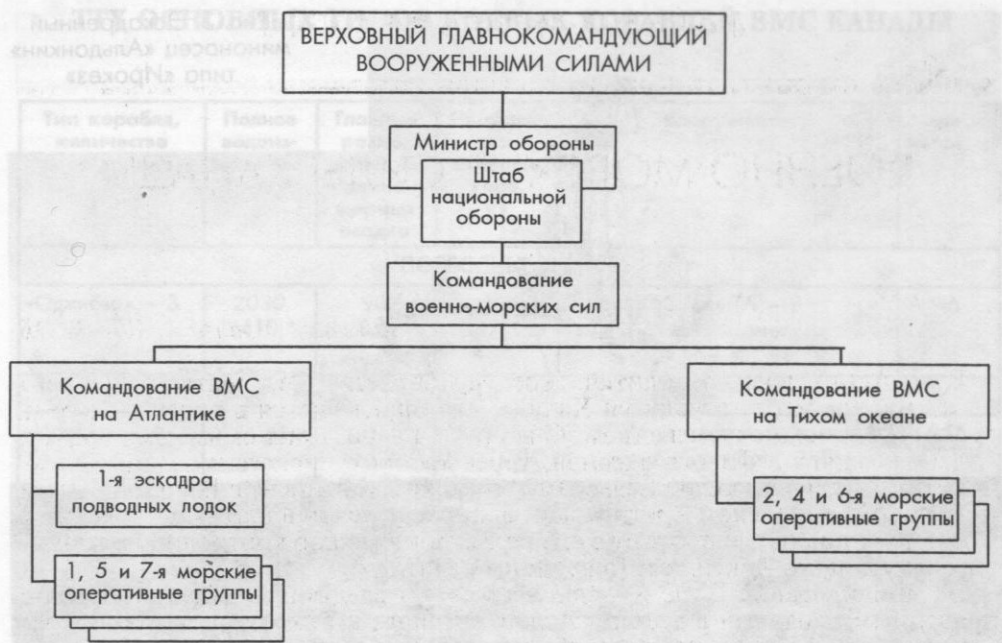 ВЕРХОВНЫЙ ГЛАВНОКОМАНДУЮЩИЙ
ВООРУЖЕННЫМИ СИЛАМИ
Министр обороны
Штаб
национальной
обороны
Командование
военно-морских сил
Командование ВМС
на Атлантике
Командование ВМС
на Тихом океане
1-я эскадра
подводных лодок
2, 4 и 6-я морские
оперативные группы
1, 5 и 7-я морские
оперативные группы